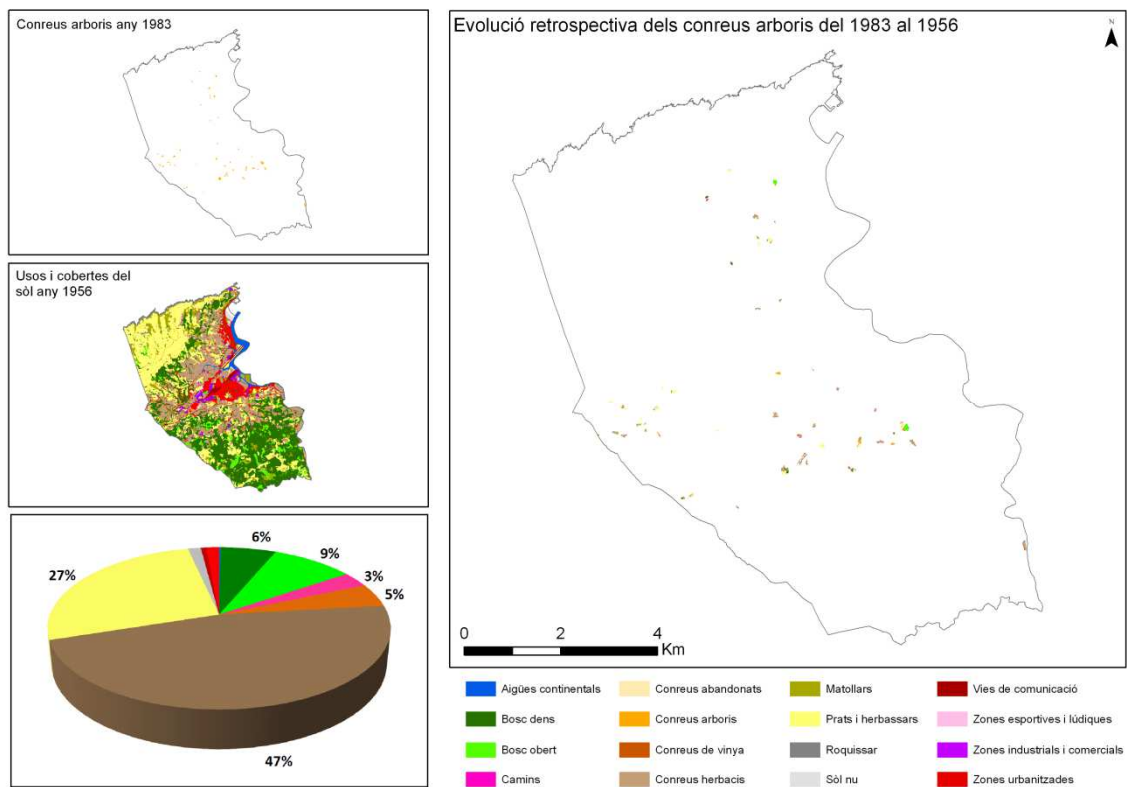 Conreus arboris any 1983
Evolució retrospectiva dels conreus arboris del 1983 al 1956
N
Usos i cobertes del
sòl any 1956
6%
9%
3%
5%
27%
47%
0 2 4
Km
Aigües continentals
Bosc dens
Bosc obert
Camins
Conreus abandonats
Conreus arboris
Conreus de vinya
Conreus herbacis
Matollars
Prats i herbassars
Roquissar
Sòl nu
Vies de comunicació
Zones esportives i lúdiques
Zones industrials i comercials
Zones urbanitzades